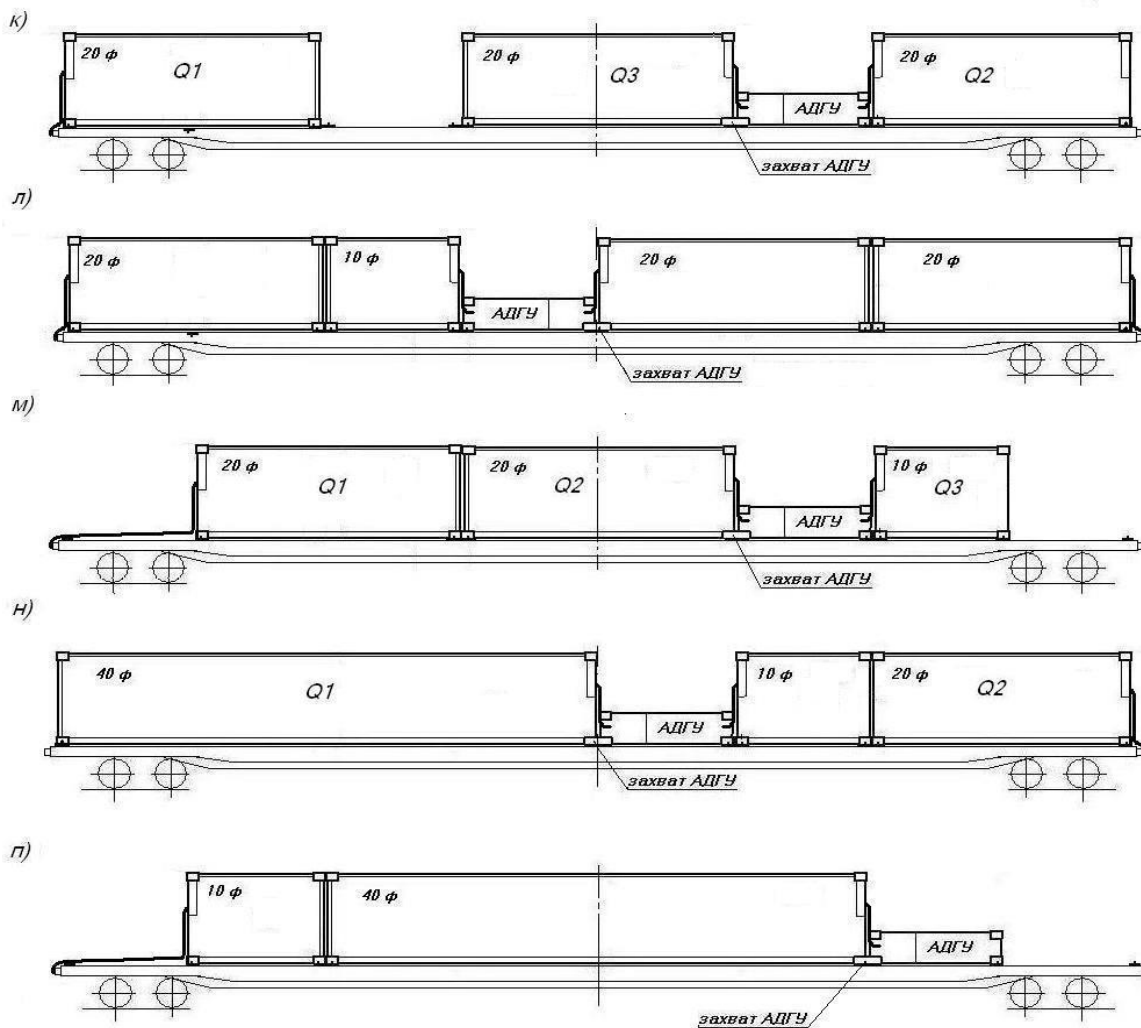 к)
20 ф Q1 20 ф Q3 АДГУ 20 ф Q2
захват АДГУ
л)
20 ф 10 ф АДГУ 20 ф 20 ф
захват АДГУ
м)
20 ф Q1 20 ф Q2 АДГУ 10 ф Q3
захват АДГУ
н)
40 ф Q1 АДГУ 10 ф 20 ф Q2
захват АДГУ
п)
10 ф 40 ф АДГУ
захват АДГУ